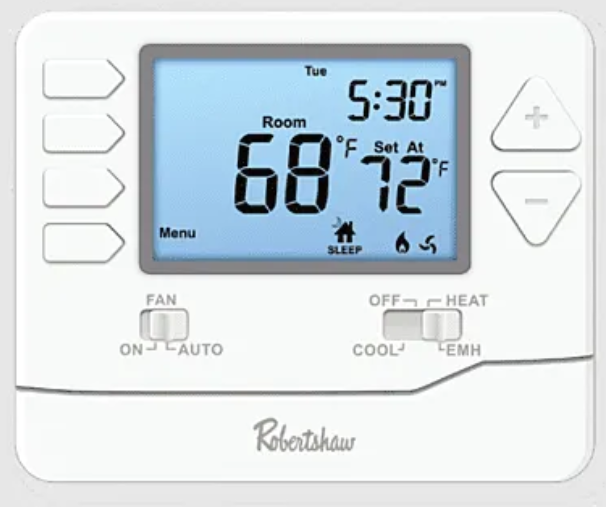 Tue
5:30 PM
Room
68 °F
Set At
72 °F
Menu
SLEEP
FAN
ON AUTO
OFF HEAT
COOL EMH
Robertshaw